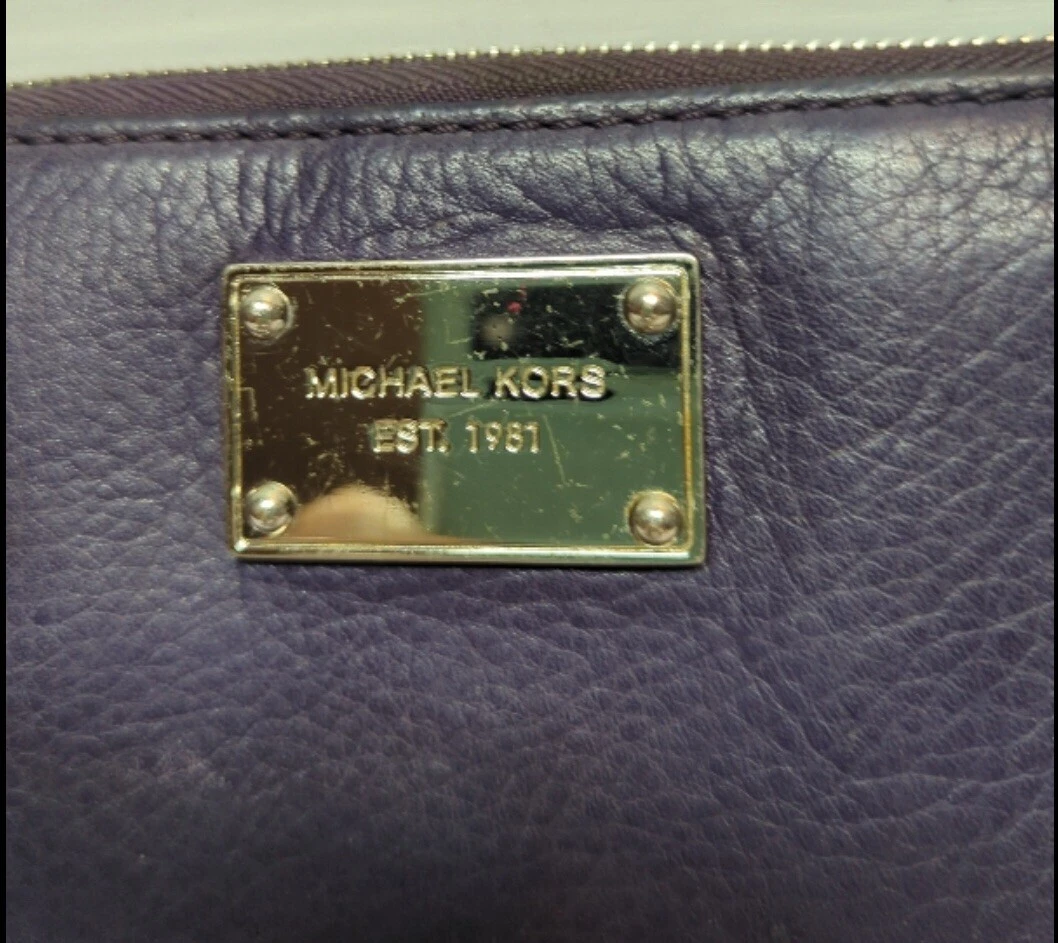 MICHAEL KORS
EST. 1981